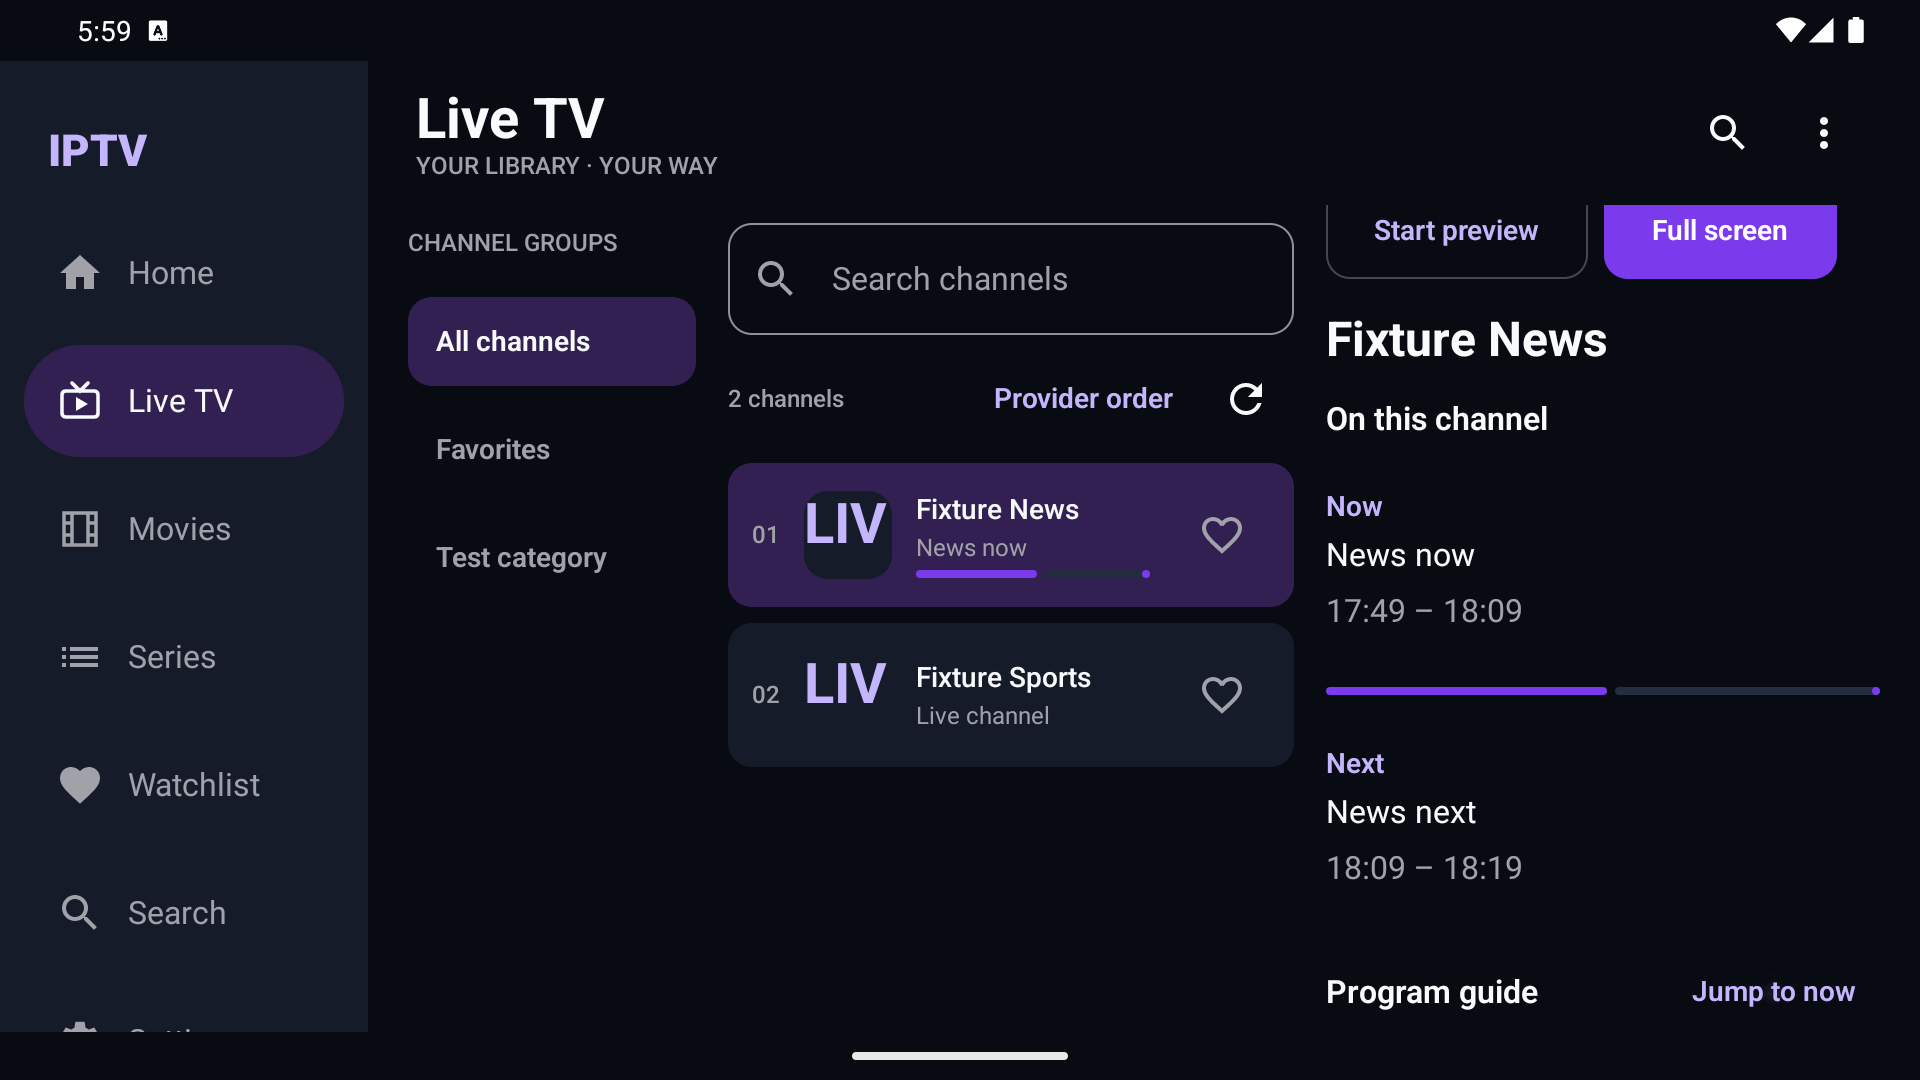 5:59
IPTV
Home
Live TV
Movies
Series
Watchlist
Search
Live TV
YOUR LIBRARY · YOUR WAY
CHANNEL GROUPS
All channels
Favorites
Test category
Search channels
2 channels
Provider order
01
LIV
Fixture News
News now
02
LIV
Fixture Sports
Live channel
Start preview
Full screen
Fixture News
On this channel
Now
News now
17:49 – 18:09
Next
News next
18:09 – 18:19
Program guide
Jump to now